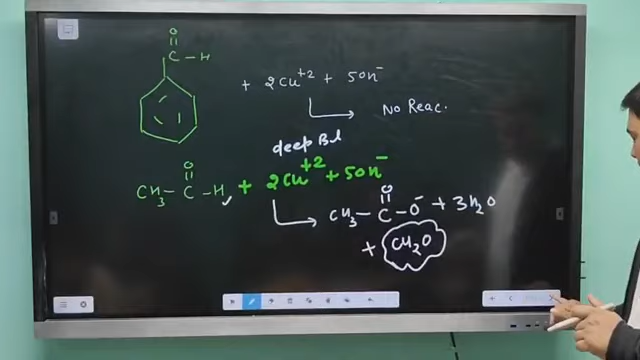 O
||
C - H
+ 2Cu+2 + 5OH-
No Reac.
deep Bl
O
||
CH3 - C - H + 2Cu+2 + 5OH-
O
||
CH3 - C - O- + 3H2O
+ Cu2O